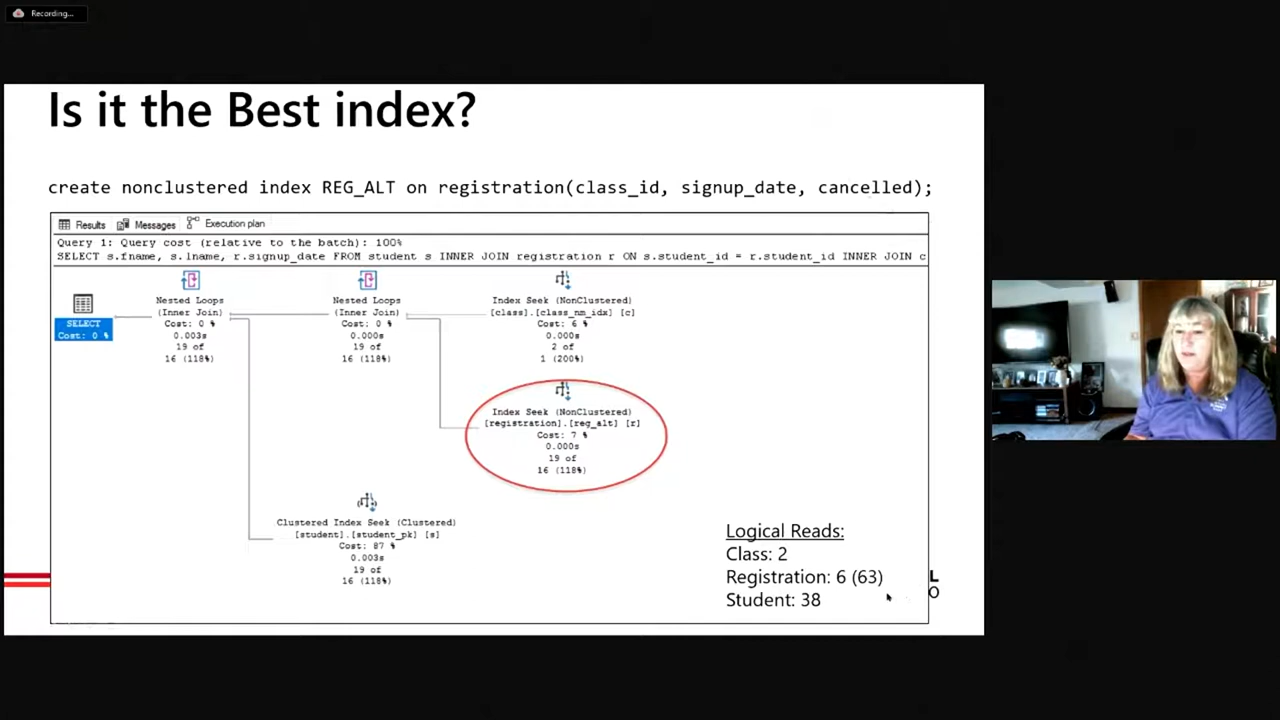 Recording...
Is it the Best index?
create nonclustered index REG_ALT on registration(class_id, signup_date, cancelled);
Results Messages Execution plan
Query 1: Query cost (relative to the batch): 100%
SELECT s.fname, s.lname, r.signup_date FROM student s INNER JOIN registration r ON s.student_id = r.student_id INNER JOIN c
SELECT
Cost: 0 %
Nested Loops
(Inner Join)
Cost: 0 %
0.003s
19 of
16 (118%)
Nested Loops
(Inner Join)
Cost: 0 %
0.000s
19 of
16 (118%)
Index Seek (NonClustered)
[class].[class_nm_idx] [c]
Cost: 6 %
0.000s
2 of
1 (200%)
Index Seek (NonClustered)
[registration].[reg_alt] [r]
Cost: 7 %
0.000s
19 of
16 (118%)
Clustered Index Seek (Clustered)
[student].[student_pk] [s]
Cost: 87 %
0.003s
19 of
16 (118%)
Logical Reads:
Class: 2
Registration: 6 (63)
Student: 38
L
O